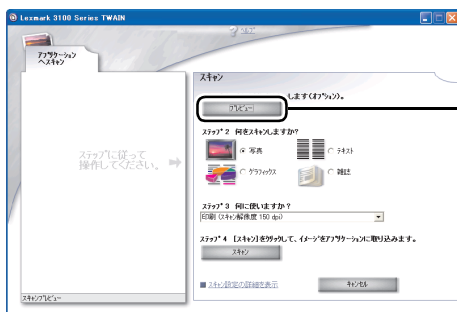 Lexmark 3100 Series TWAIN
ヘルプ
アプリケーション
へスキャン
スキャン
します(オプション)。
プレビュー
ステップ 2 何をスキャンしますか?
写真
テキスト
グラフィックス
雑誌
ステップに従って
操作してください。
ステップ 3 何に使いますか?
印刷 (スキャン解像度 150 dpi)
ステップ 4 [スキャン]をクリックして、イメージをアプリケーションに取り込みます。
スキャン
スキャン設定の詳細を表示
キャンセル
スキャンプレビュー